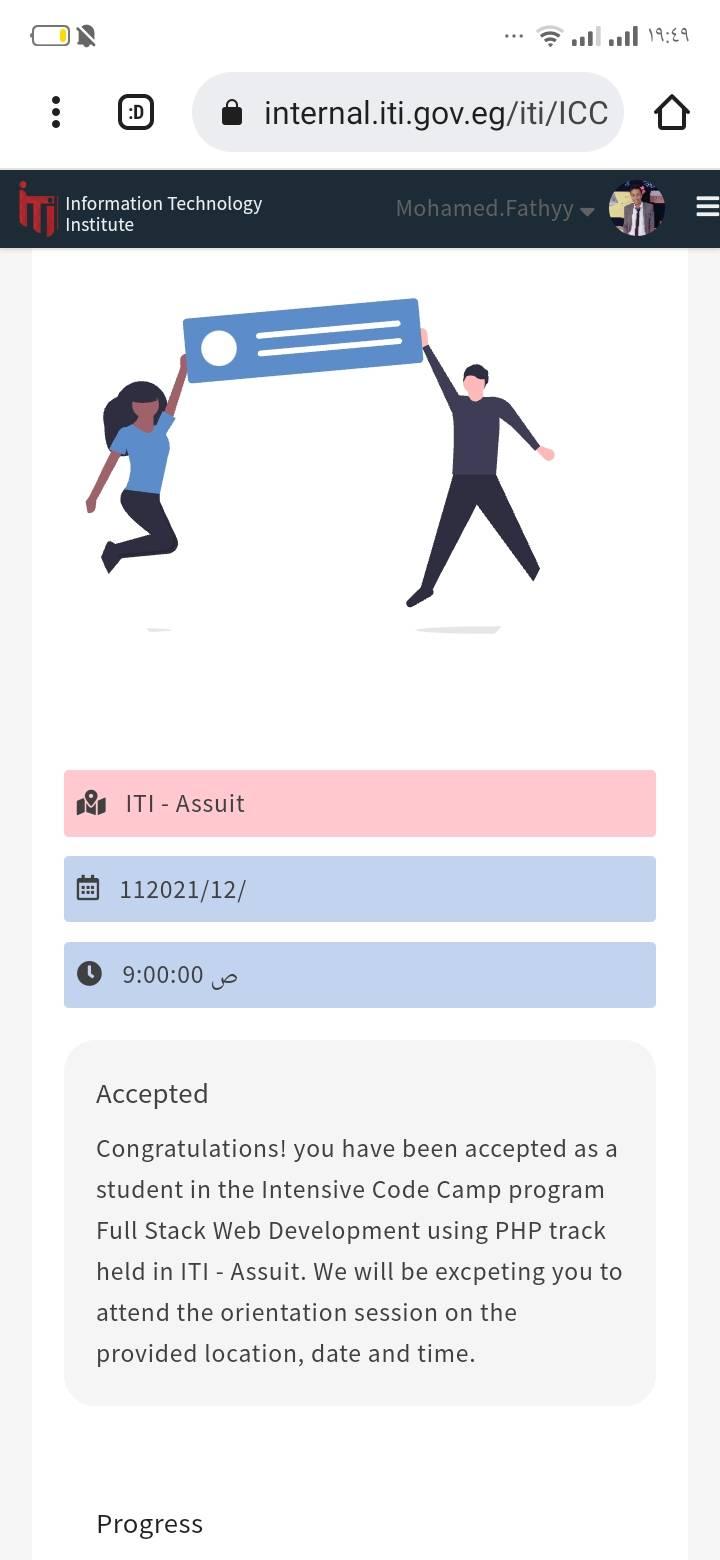 ١٩:٤٩
:D
internal.iti.gov.eg/iti/ICC
iTi
Information Technology
Institute
Mohamed.Fathyy
ITI - Assuit
112021/12/
9:00:00 ص
Accepted
Congratulations! you have been accepted as a
student in the Intensive Code Camp program
Full Stack Web Development using PHP track
held in ITI - Assuit. We will be excpeting you to
attend the orientation session on the
provided location, date and time.
Progress